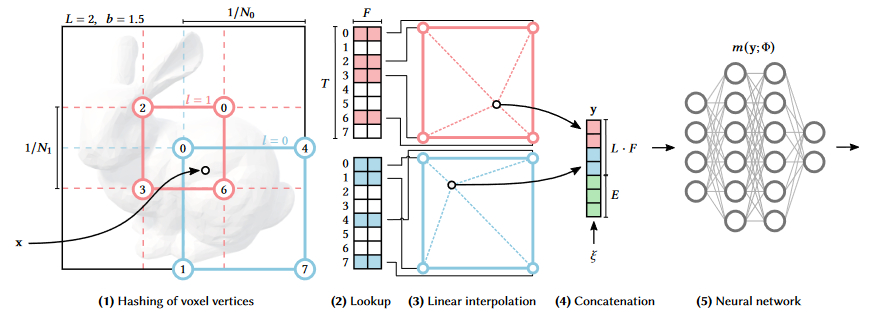 L = 2, b = 1.5
1/N₀
1/N₁
l = 1
l = 0
2
0
0
4
3
6
1
7
x
F
T
0
1
2
3
4
5
6
7
0
1
2
3
4
5
6
7
y
L · F
E
ξ
m(y; Φ)
(1) Hashing of voxel vertices
(2) Lookup
(3) Linear interpolation
(4) Concatenation
(5) Neural network